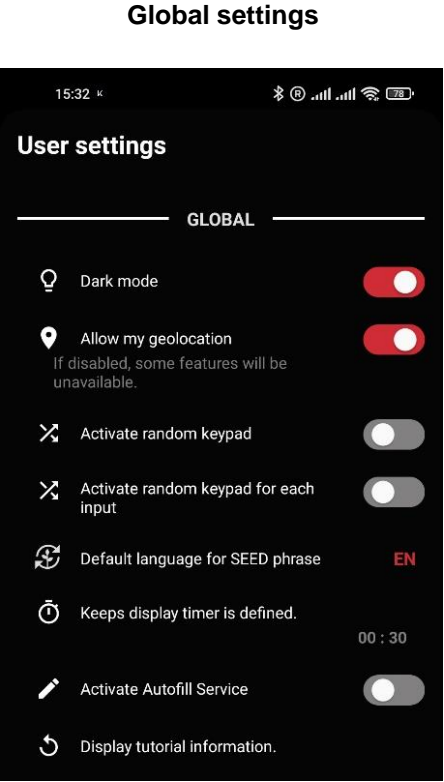 Global settings
15:32
78
User settings
GLOBAL
Dark mode
Allow my geolocation
If disabled, some features will be
unavailable.
Activate random keypad
Activate random keypad for each
input
Default language for SEED phrase EN
Keeps display timer is defined.
00 : 30
Activate Autofill Service
Display tutorial information.